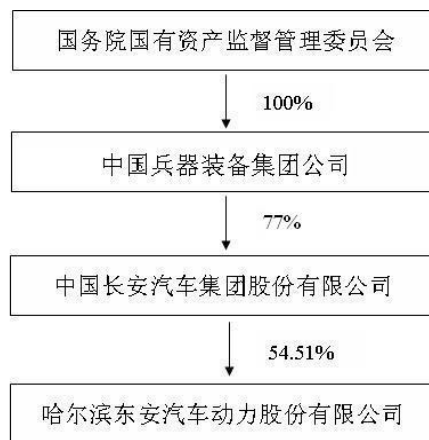 国务院国有资产监督管理委员会
100%
中国兵器装备集团公司
77%
中国长安汽车集团股份有限公司
54.51%
哈尔滨东安汽车动力股份有限公司